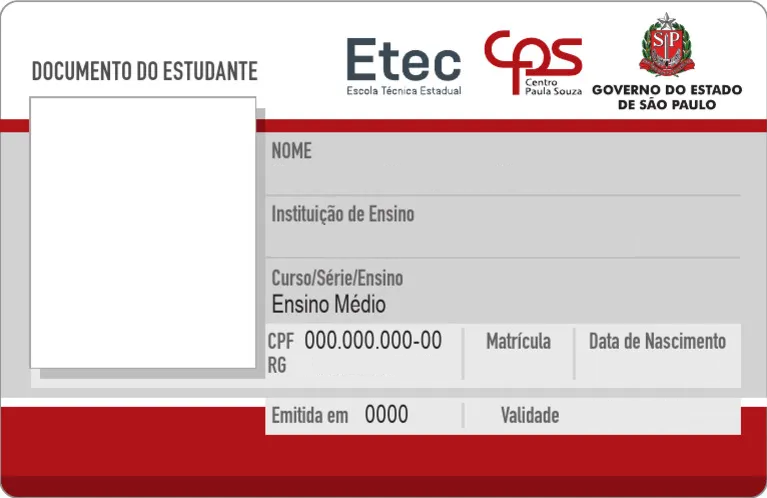 DOCUMENTO DO ESTUDANTE
Etec
Escola Técnica Estadual
cps
Centro
Paula Souza
SP
GOVERNO DO ESTADO
DE SÃO PAULO
NOME
Instituição de Ensino
Curso/Série/Ensino
Ensino Médio
CPF 000.000.000-00 Matrícula Data de Nascimento
RG
Emitida em 0000 Validade